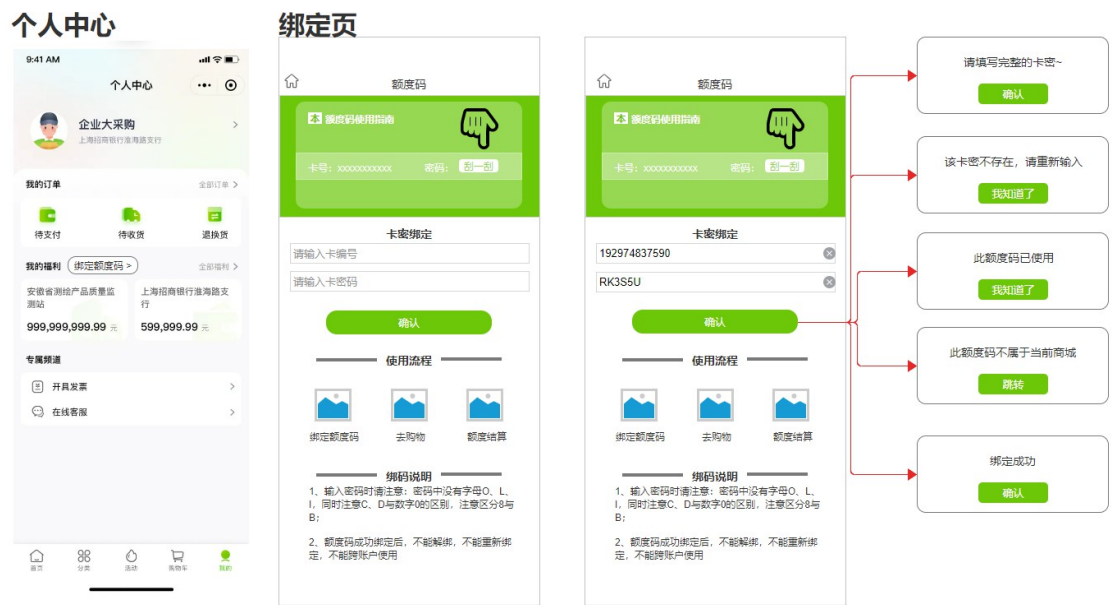 个人中心
9:41 AM
个人中心
企业大采购
上海招商银行淮海路支行
我的订单
全部订单 >
待支付
待收货
退换货
我的福利
绑定额度码 >
全部福利 >
安徽省测绘产品质量监
测站
999,999,999.99 元
上海招商银行淮海路支
行
599,999.99 元
专属频道
开具发票
在线客服
首页
分类
活动
购物车
我的
绑定页
额度码
额度码使用指南
卡号：xxxxxxxxxxx
密码：
刮一刮
卡密绑定
请输入卡编号
请输入卡密码
确认
使用流程
绑定额度码
去购物
额度结算
绑码说明
1、输入密码时请注意：密码中没有字母O、L、
I，同时注意C、D与数字0的区别，注意区分8与
B；
2、额度码成功绑定后，不能解绑，不能重新绑
定，不能跨账户使用
额度码
额度码使用指南
卡号：xxxxxxxxxxx
密码：
刮一刮
卡密绑定
192974837590
RK3S5U
确认
使用流程
绑定额度码
去购物
额度结算
绑码说明
1、输入密码时请注意：密码中没有字母O、L、
I，同时注意C、D与数字0的区别，注意区分8与
B；
2、额度码成功绑定后，不能解绑，不能重新绑
定，不能跨账户使用
请填写完整的卡密~
确认
该卡密不存在，请重新输入
我知道了
此额度码已使用
我知道了
此额度码不属于当前商城
跳转
绑定成功
确认